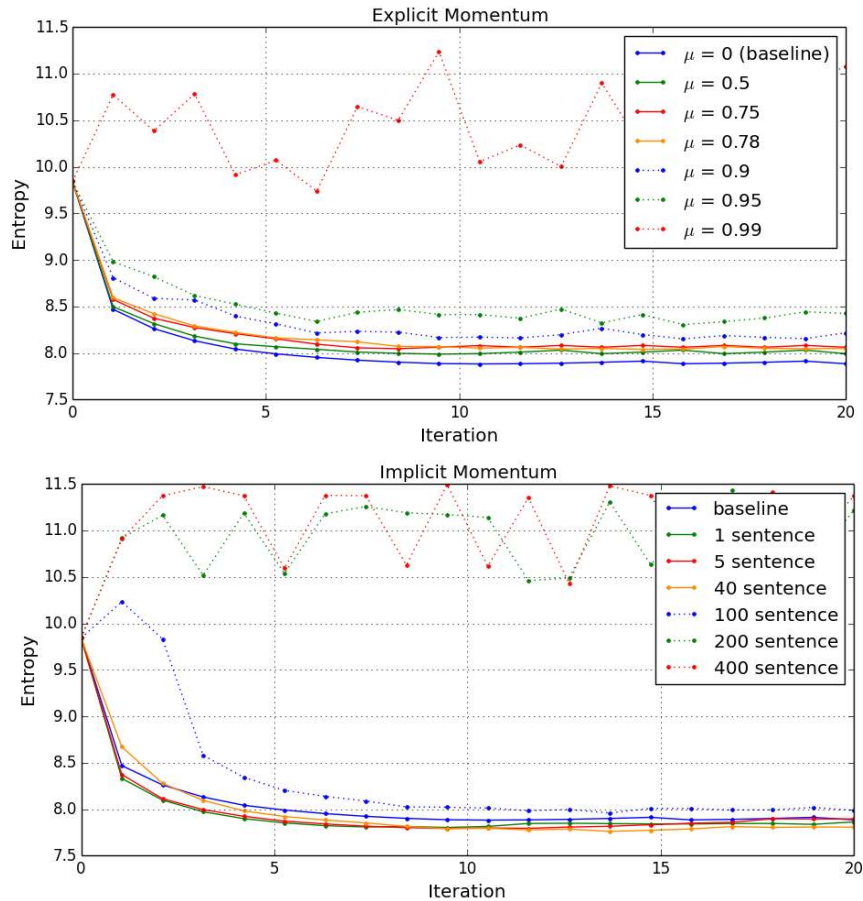 Explicit Momentum
11.5
11.0
10.5
10.0
9.5
9.0
8.5
8.0
7.5
Entropy
μ = 0 (baseline)
μ = 0.5
μ = 0.75
μ = 0.78
μ = 0.9
μ = 0.95
μ = 0.99
0 5 10 15 20
Iteration
Implicit Momentum
11.5
11.0
10.5
10.0
9.5
9.0
8.5
8.0
7.5
Entropy
baseline
1 sentence
5 sentence
40 sentence
100 sentence
200 sentence
400 sentence
0 5 10 15 20
Iteration